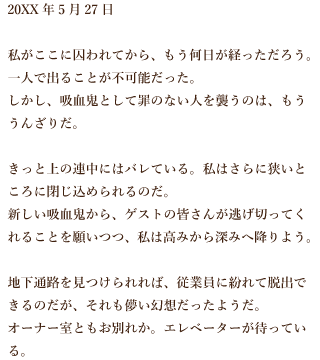 20XX 年 5 月 27 日
私がここに囚われてから、もう何日が経っただろう。
一人で出ることが不可能だった。
しかし、吸血鬼として罪のない人を襲うのは、もう
うんざりだ。
きっと上の連中にはバレている。私はさらに狭いと
ころに閉じ込められるのだ。
新しい吸血鬼から、ゲストの皆さんが逃げ切ってく
れることを願いつつ、私は高みから深みへ降りよう。
地下通路を見つけられれば、従業員に紛れて脱出で
きるのだが、それも儚い幻想だったようだ。
オーナー室ともお別れか。エレベーターが待ってい
る。